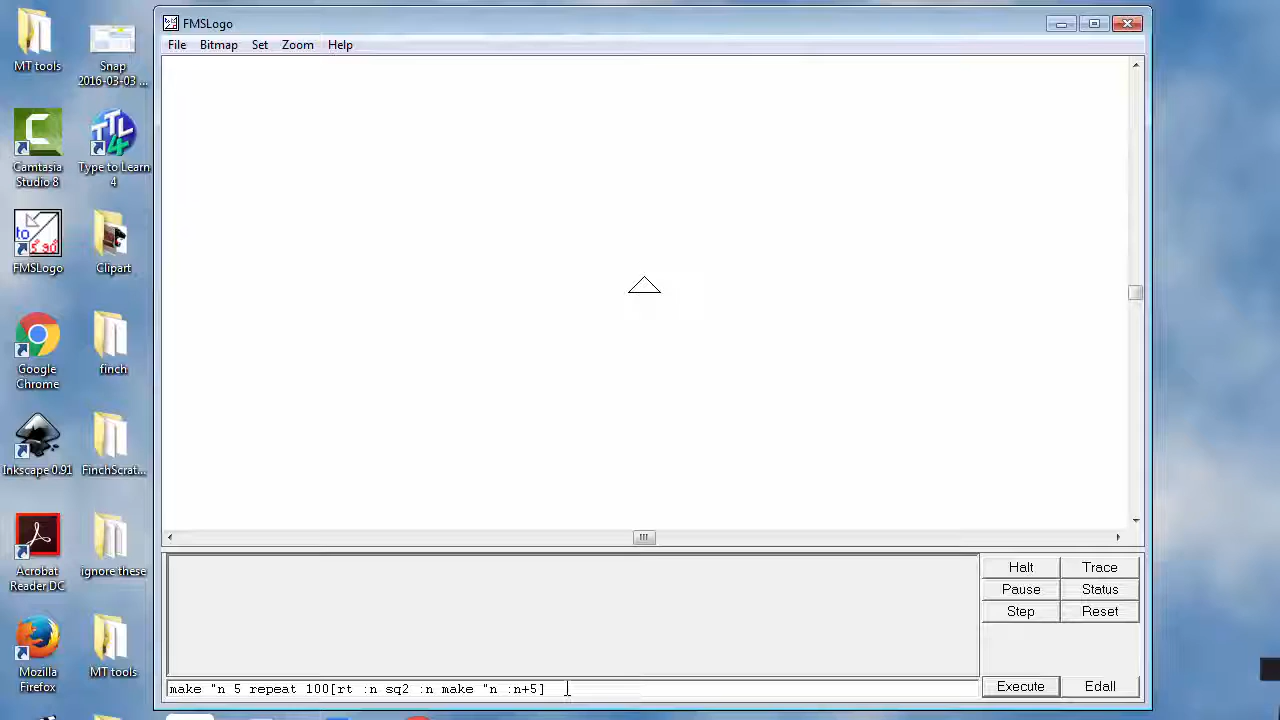 FMSLogo
File Bitmap Set Zoom Help
MT tools
Snap
2016-03-03 ...
Camtasia
Studio 8
Type to Learn
4
FMSLogo
Clipart
Google
Chrome
finch
Inkscape 0.91
FinchScrat...
Acrobat
Reader DC
ignore these
Mozilla
Firefox
MT tools
Halt Trace
Pause Status
Step Reset
Execute Edall
make "n 5 repeat 100[rt :n sq2 :n make "n :n+5]